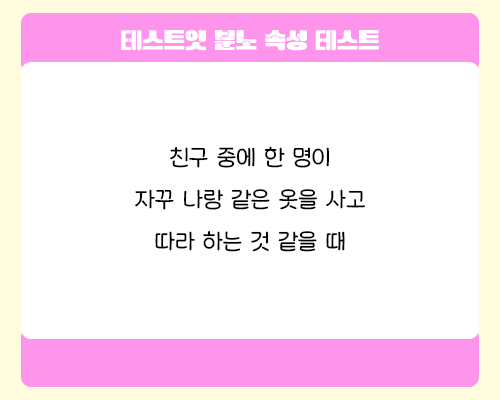 테스트잇 분노 속성 테스트
친구 중에 한 명이
자꾸 나랑 같은 옷을 사고
따라 하는 것 같을 때